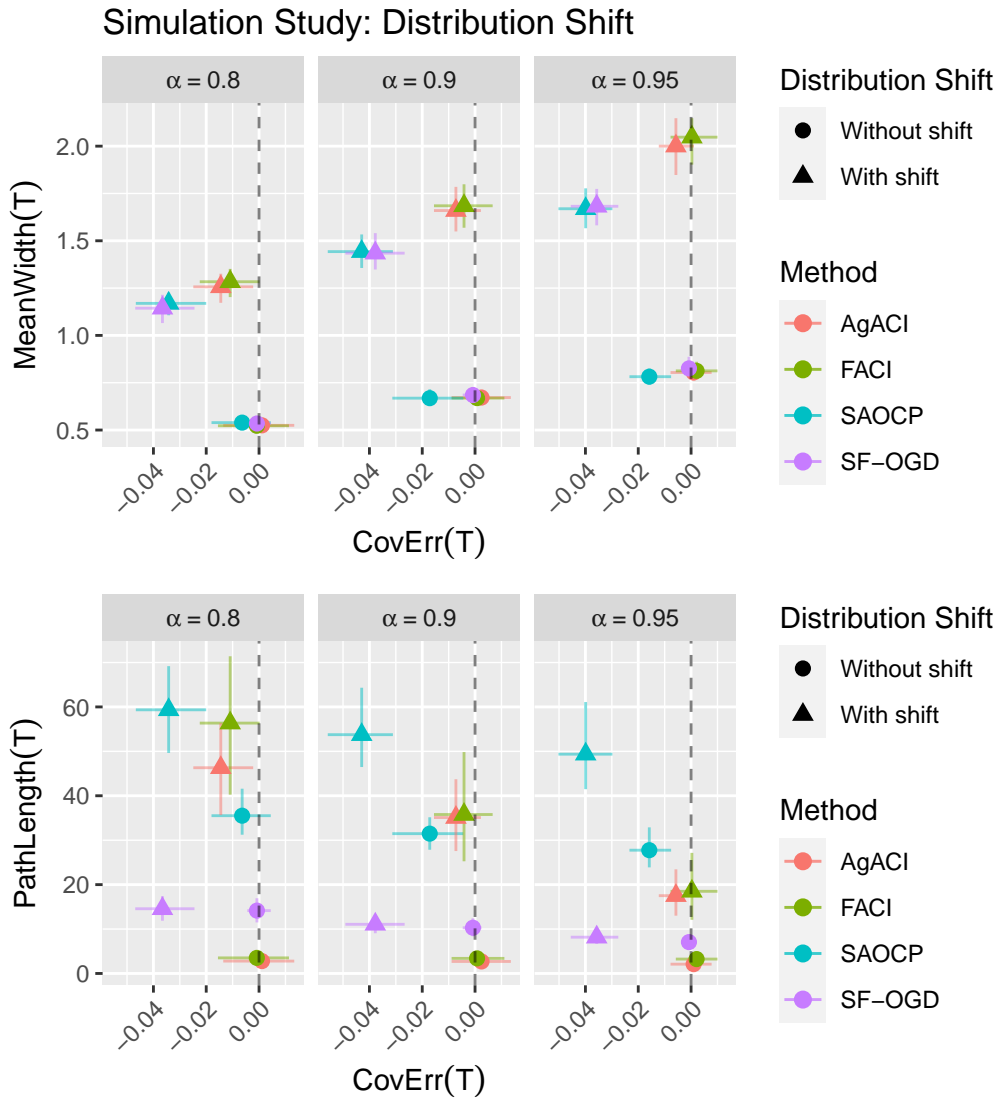 Simulation Study: Distribution Shift
α = 0.8
α = 0.9
α = 0.95
MeanWidth(T)
2.0
1.5
1.0
0.5
−0.04
−0.02
0.00
−0.04
−0.02
0.00
−0.04
−0.02
0.00
CovErr(T)
Distribution Shift
Without shift
With shift
Method
AgACI
FACI
SAOCP
SF−OGD
α = 0.8
α = 0.9
α = 0.95
PathLength(T)
60
40
20
0
−0.04
−0.02
0.00
−0.04
−0.02
0.00
−0.04
−0.02
0.00
CovErr(T)
Distribution Shift
Without shift
With shift
Method
AgACI
FACI
SAOCP
SF−OGD